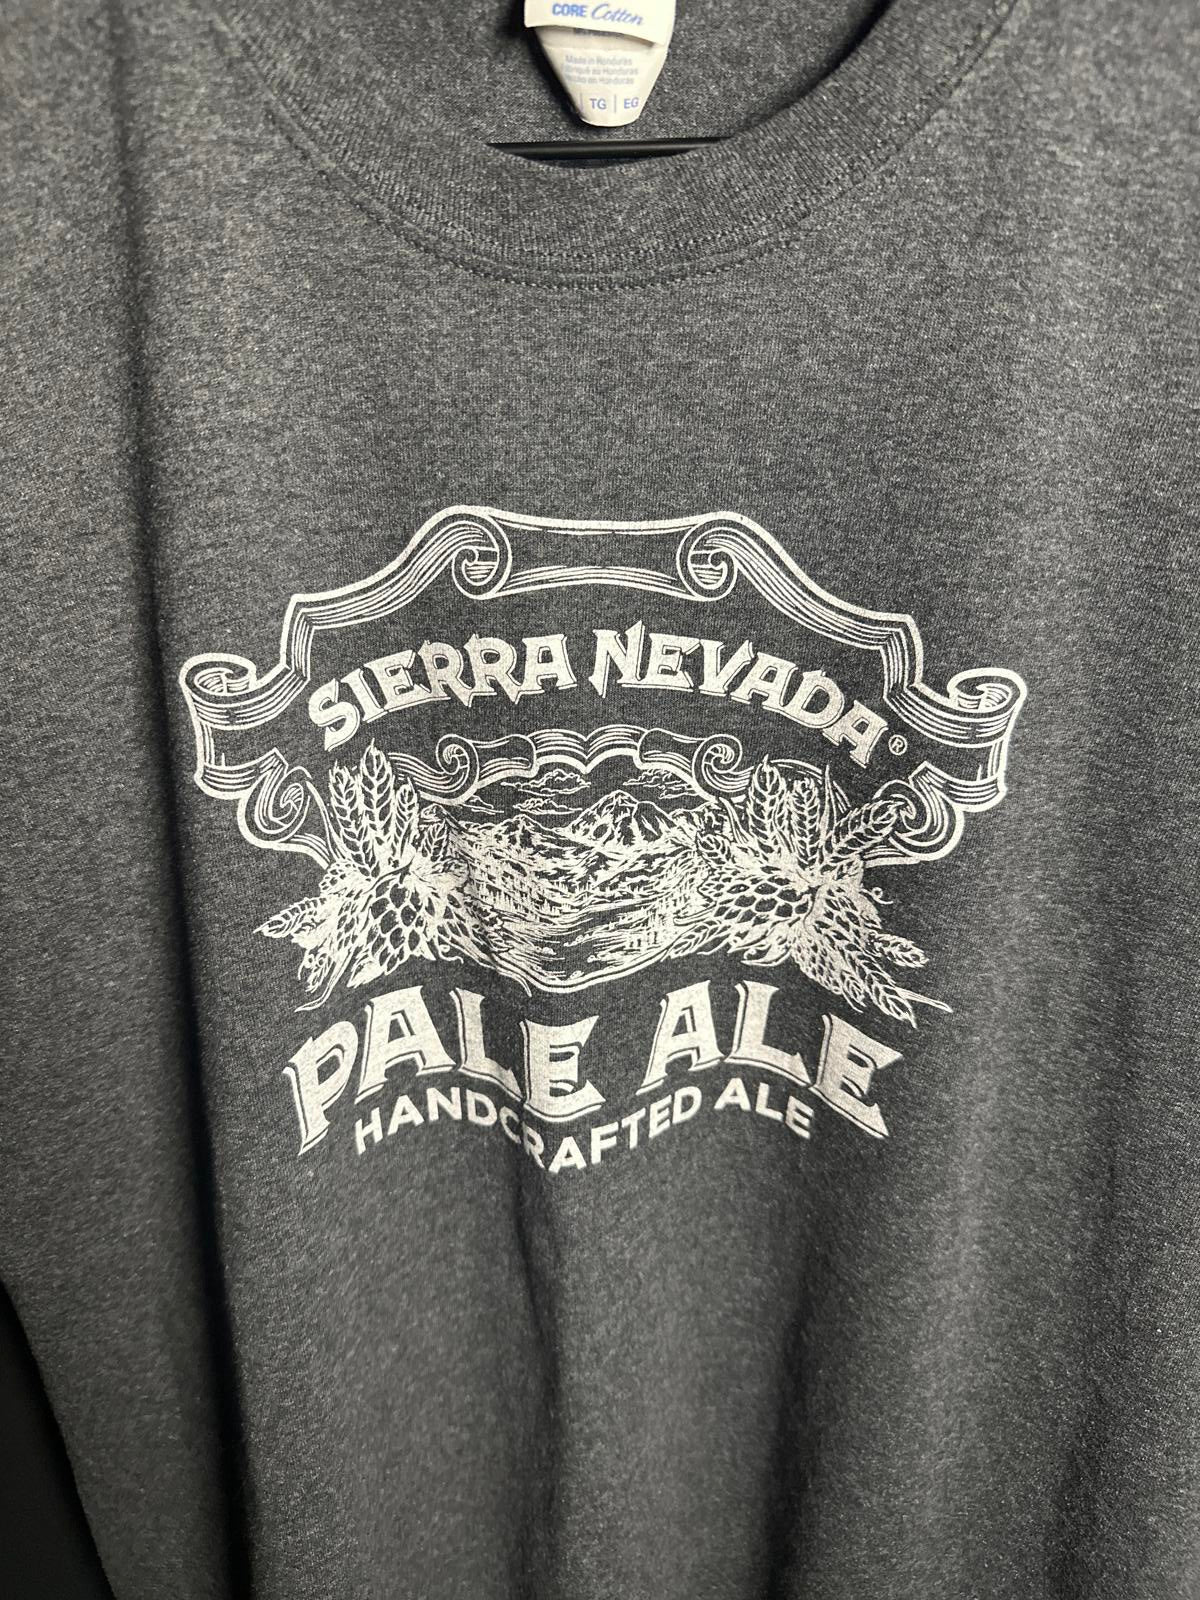 CORE Cotton
Made in Honduras
TG | EG
SIERRA NEVADA®
PALE ALE
HANDCRAFTED ALE